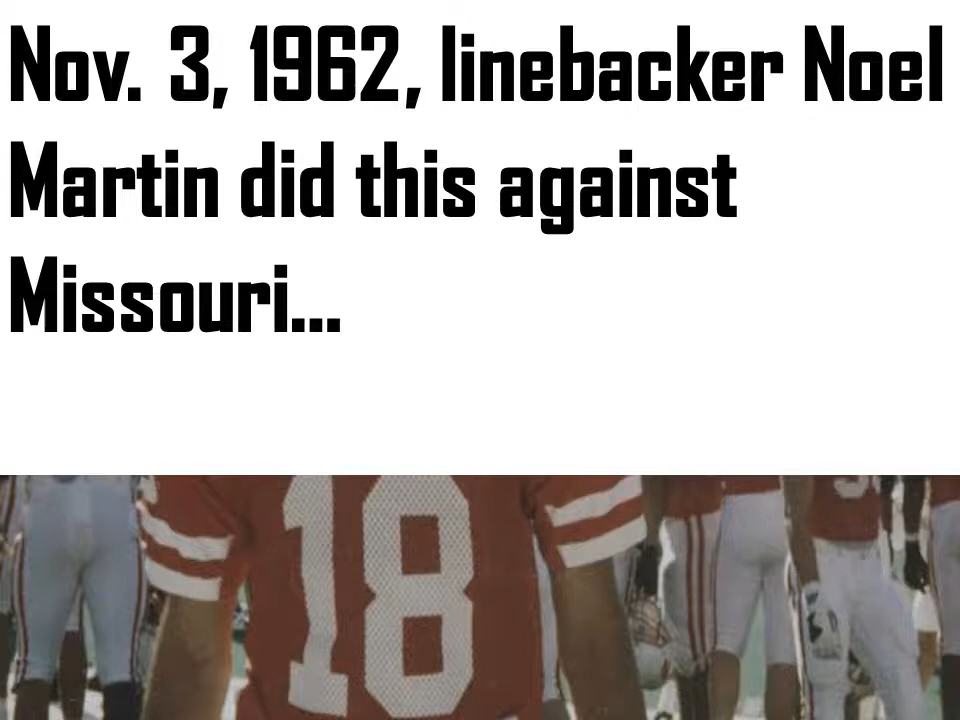 Nov. 3, 1962, linebacker Noel
Martin did this against
Missouri...
18